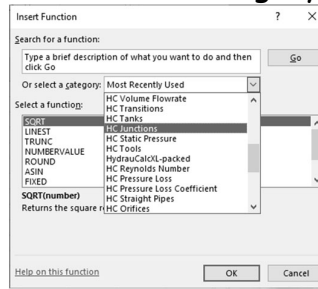 Insert Function ? X
Search for a function:
Type a brief description of what you want to do and then
click Go
Go
Or select a category: Most Recently Used
HC Volume Flowrate
HC Transitions
HC Tanks
HC Junctions
HC Static Pressure
HC Tools
HydrauCalcXL-packed
HC Reynolds Number
HC Pressure Loss
HC Pressure Loss Coefficient
HC Straight Pipes
HC Orifices
Select a function:
SQRT
LINEST
TRUNC
NUMBERVALUE
ROUND
ASIN
FIXED
SQRT(number)
Returns the square r
Help on this function
OK Cancel